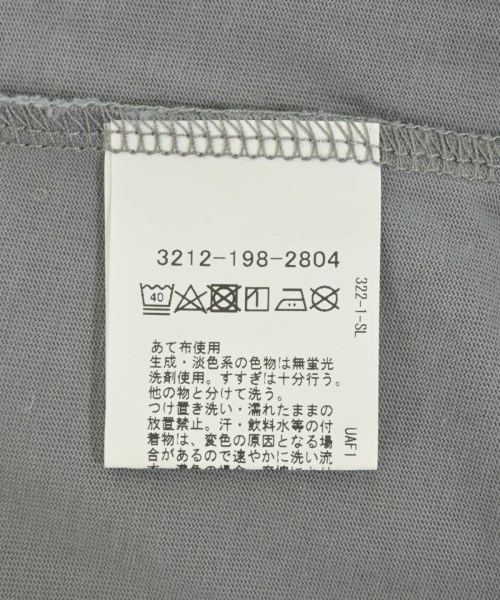 3212-198-2804
40
あて布使用
生成・淡色系の色物は無蛍光
洗剤使用。すすぎは十分行う。
他の物と分けて洗う。
つけ置き洗い・濡れたままの
放置禁止。汗・飲料水等の付
着物は、変色の原因となる場
合があるので速やかに洗い流
322-1-SL
UAF1